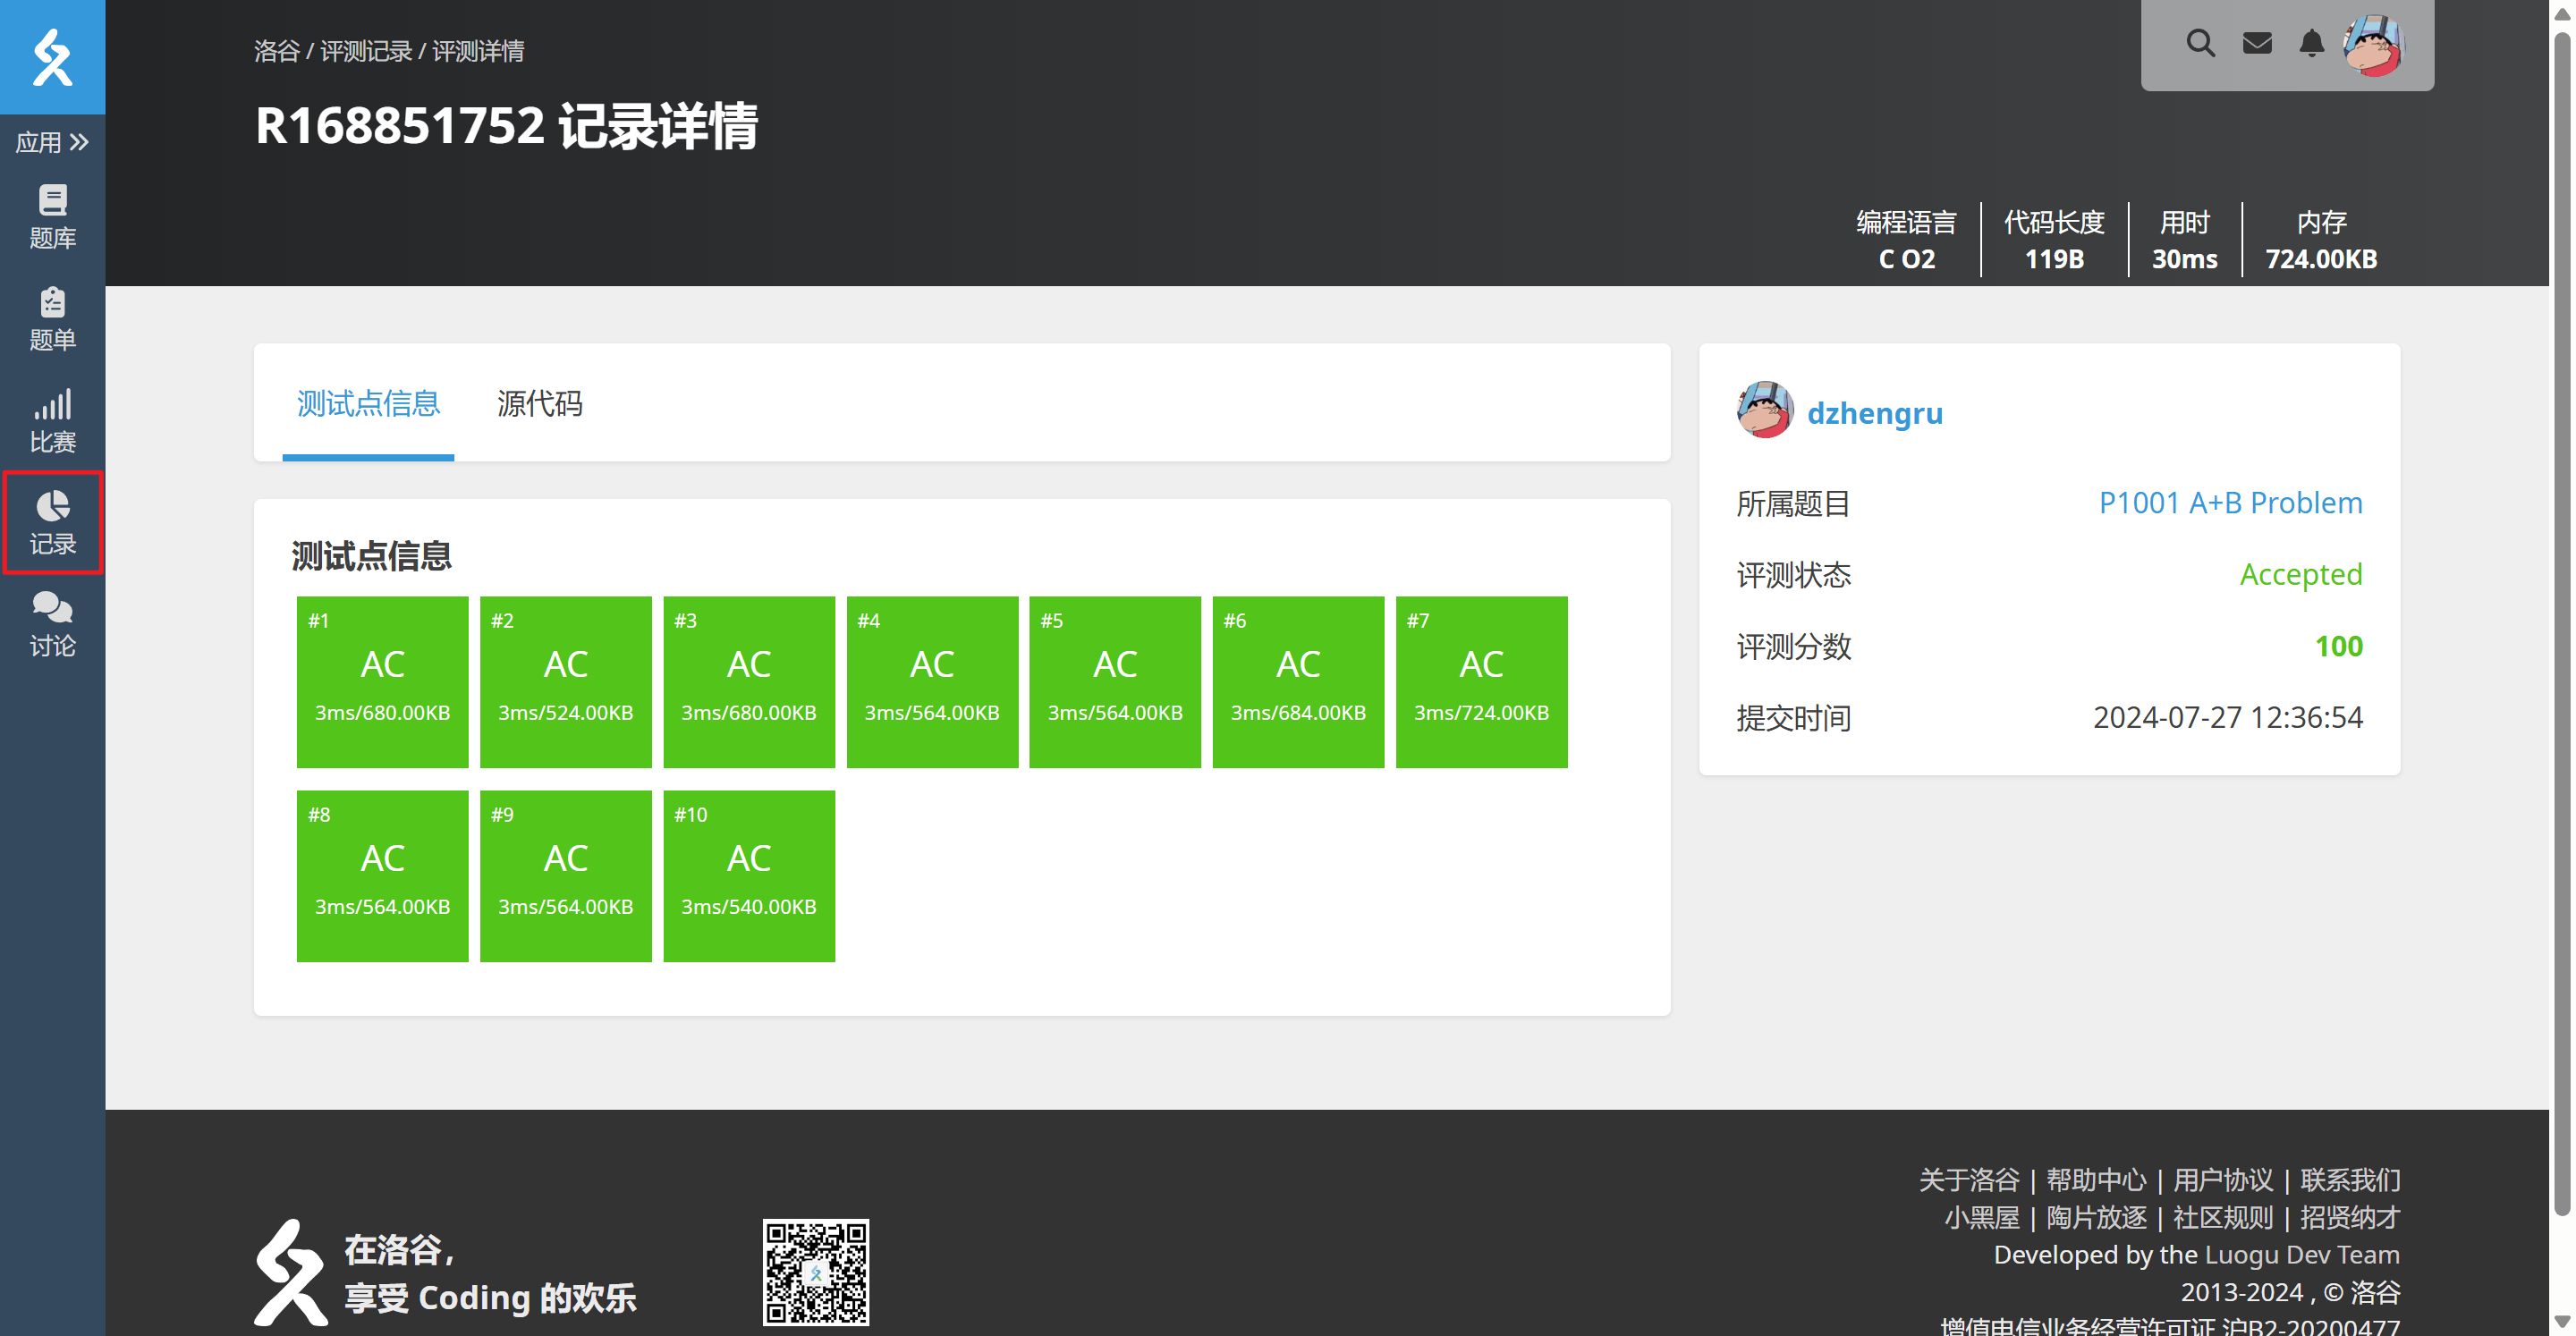 洛谷 / 评测记录 / 评测详情
R168851752 记录详情
应用
题库
题单
比赛
记录
讨论
编程语言 代码长度 用时 内存
C O2 119B 30ms 724.00KB
测试点信息 源代码
测试点信息
#1 #2 #3 #4 #5 #6 #7
AC AC AC AC AC AC AC
3ms/680.00KB 3ms/524.00KB 3ms/680.00KB 3ms/564.00KB 3ms/564.00KB 3ms/684.00KB 3ms/724.00KB
#8 #9 #10
AC AC AC
3ms/564.00KB 3ms/564.00KB 3ms/540.00KB
dzhengru
所属题目 P1001 A+B Problem
评测状态 Accepted
评测分数 100
提交时间 2024-07-27 12:36:54
在洛谷,
享受 Coding 的欢乐
关于洛谷 | 帮助中心 | 用户协议 | 联系我们
小黑屋 | 陶片放逐 | 社区规则 | 招贤纳才
Developed by the Luogu Dev Team
2013-2024 , © 洛谷
增值电信业务经营许可证 沪B2-20200477